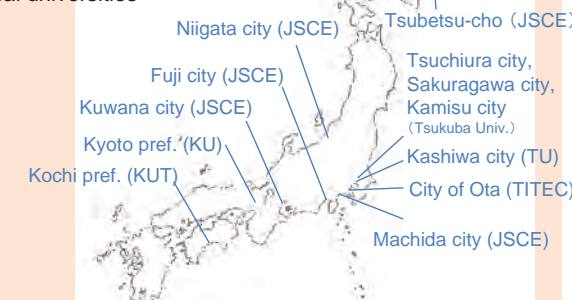 Niigata city (JSCE)
Tsubetsu-cho（JSCE)
Fuji city (JSCE)
Kuwana city (JSCE)
Kyoto pref. (KU)
Kochi pref. (KUT)
Tsuchiura city,
Sakuragawa city,
Kamisu city
（Tsukuba Univ.）
Kashiwa city (TU)
City of Ota (TITEC)
Machida city (JSCE)